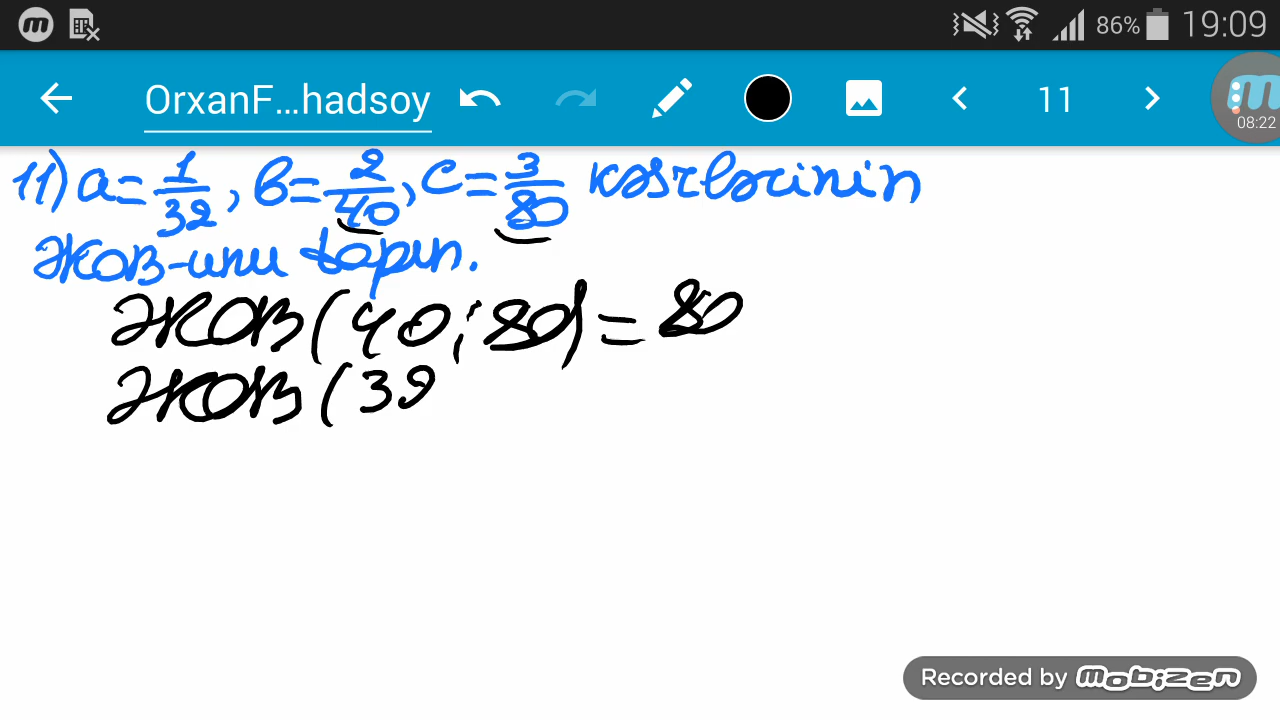 86% 19:09
OrxanF...hadsoy 11
08:22
11) a = 1/32, b = 2/40, c = 3/80 kəsrlərinin
ƏKOB-unu tapın.
ƏKOB(40; 80) = 80
ƏKOB(32
Recorded by mobizen